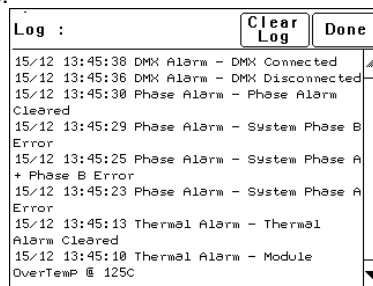 Log :
Clear
Log
Done
15/12 13:45:38 DMX Alarm - DMX Connected
15/12 13:45:36 DMX Alarm - DMX Disconnected
15/12 13:45:30 Phase Alarm - Phase Alarm
Cleared
15/12 13:45:29 Phase Alarm - System Phase B
Error
15/12 13:45:25 Phase Alarm - System Phase A
+ Phase B Error
15/12 13:45:23 Phase Alarm - System Phase A
Error
15/12 13:45:13 Thermal Alarm - Thermal
Alarm Cleared
15/12 13:45:10 Thermal Alarm - Module
OverTemp @ 125C